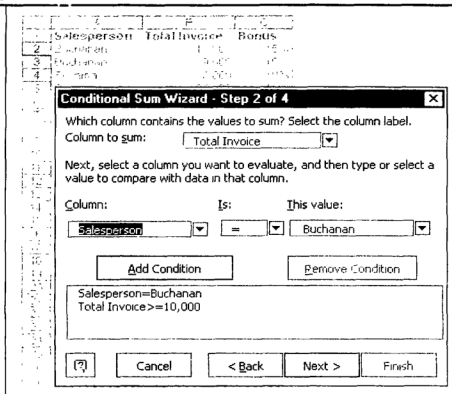 Salesperson Total Invoice Bonus
2 Buchanan
3 Buchanan
4
Conditional Sum Wizard - Step 2 of 4
Which column contains the values to sum? Select the column label.
Column to sum: Total Invoice
Next, select a column you want to evaluate, and then type or select a
value to compare with data in that column.
Column: Is: This value:
Salesperson = Buchanan
Add Condition Remove Condition
Salesperson=Buchanan
Total Invoice>=10,000
Cancel < Back Next > Finish